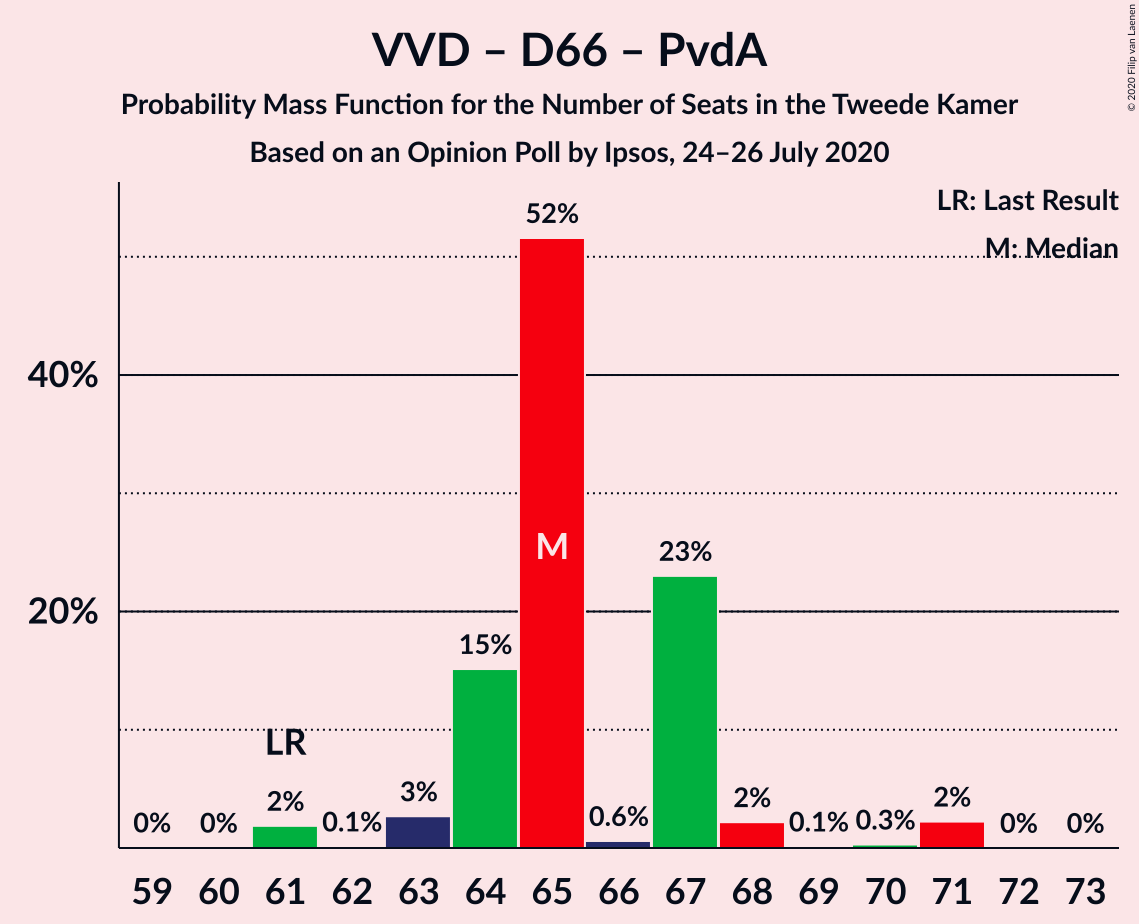 VVD – D66 – PvdA
Probability Mass Function for the Number of Seats in the Tweede Kamer
Based on an Opinion Poll by Ipsos, 24–26 July 2020
© 2020 Filip van Laenen
LR: Last Result
M: Median
52%
40%
M
23%
20%
15%
LR
0% 0% 2% 0.1% 3% 0.6% 2% 0.1% 0.3% 2% 0% 0%
59 60 61 62 63 64 65 66 67 68 69 70 71 72 73